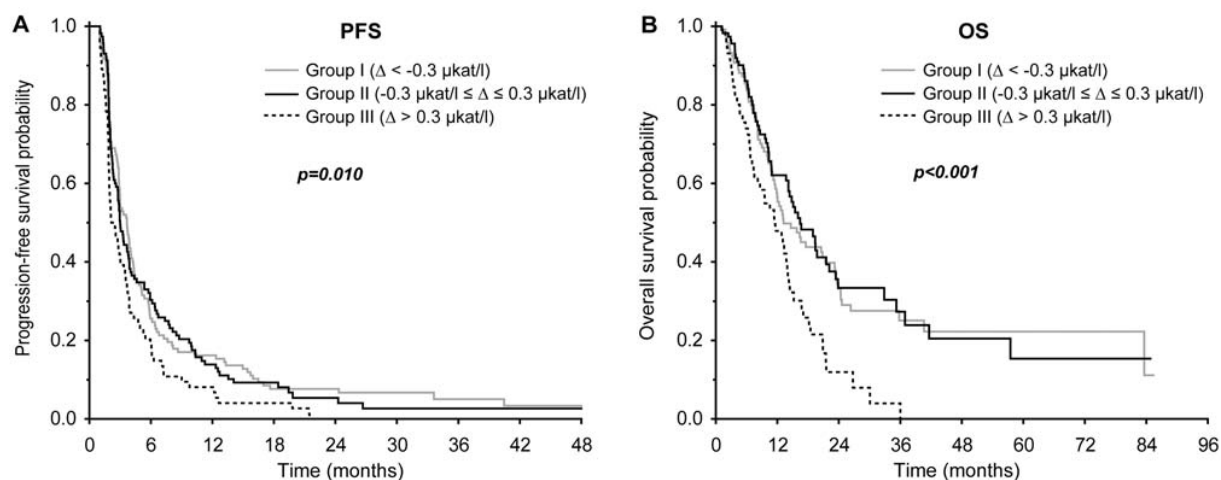 A
PFS
Progression-free survival probability
1.0
0.8
0.6
0.4
0.2
0.0
Group I (Δ < -0.3 µkat/l)
Group II (-0.3 µkat/l ≤ Δ ≤ 0.3 µkat/l)
Group III (Δ > 0.3 µkat/l)
p=0.010
0 6 12 18 24 30 36 42 48
Time (months)
B
OS
Overall survival probability
1.0
0.8
0.6
0.4
0.2
0.0
Group I (Δ < -0.3 µkat/l)
Group II (-0.3 µkat/l ≤ Δ ≤ 0.3 µkat/l)
Group III (Δ > 0.3 µkat/l)
p<0.001
0 12 24 36 48 60 72 84 96
Time (months)